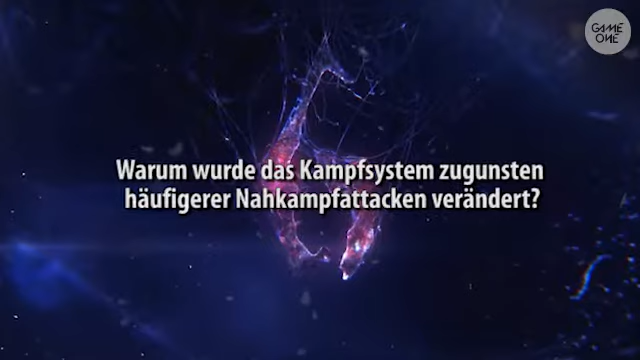 GAME
ONE
Warum wurde das Kampfsystem zugunsten
häufigerer Nahkampfattacken verändert?